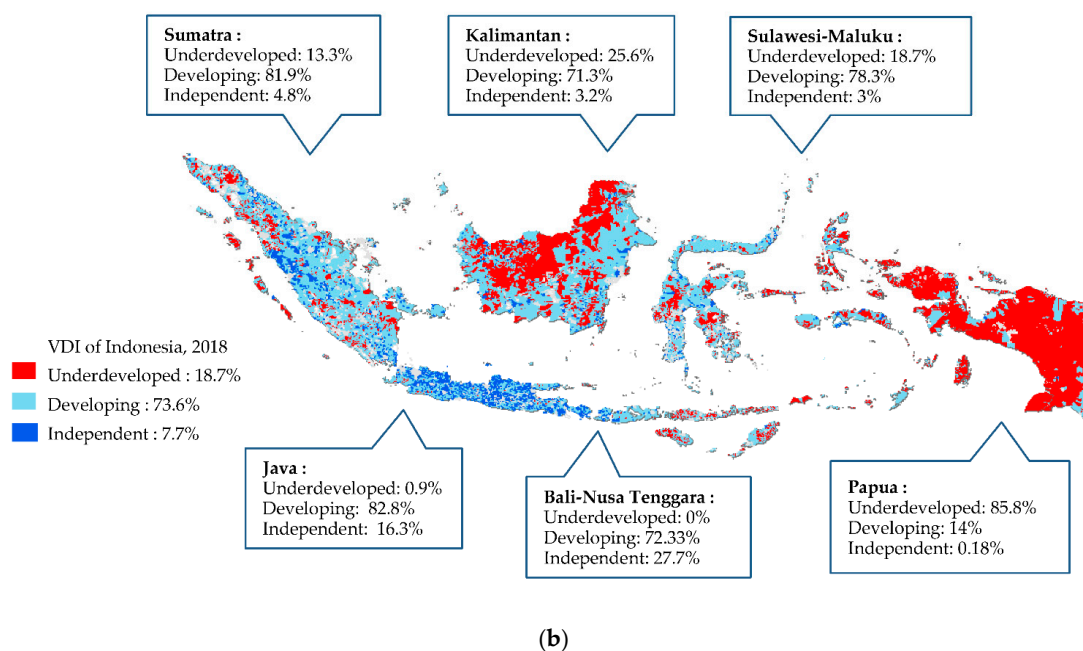 Sumatra :
Underdeveloped: 13.3%
Developing: 81.9%
Independent: 4.8%
Kalimantan :
Underdeveloped: 25.6%
Developing: 71.3%
Independent: 3.2%
Sulawesi-Maluku :
Underdeveloped: 18.7%
Developing: 78.3%
Independent: 3%
VDI of Indonesia, 2018
Underdeveloped : 18.7%
Developing : 73.6%
Independent : 7.7%
Java :
Underdeveloped: 0.9%
Developing: 82.8%
Independent: 16.3%
Bali-Nusa Tenggara :
Underdeveloped: 0%
Developing: 72.33%
Independent: 27.7%
Papua :
Underdeveloped: 85.8%
Developing: 14%
Independent: 0.18%
(b)